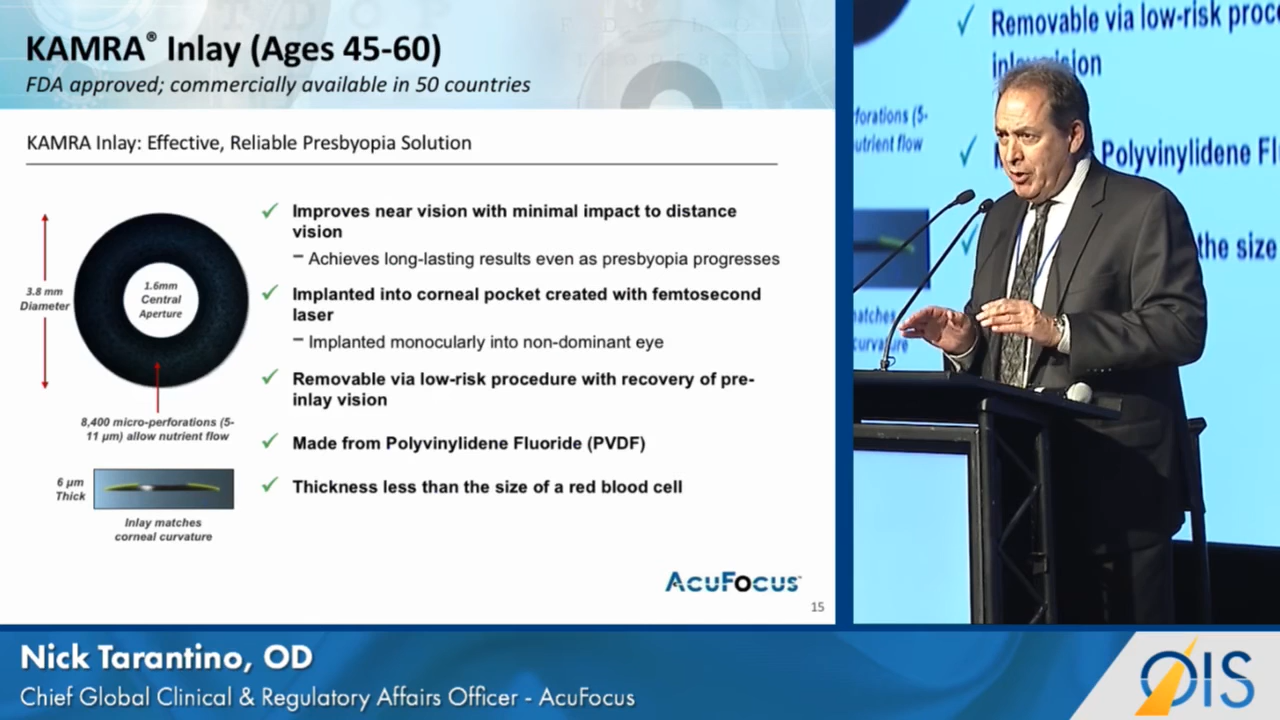 KAMRA® Inlay (Ages 45-60)
FDA approved; commercially available in 50 countries
KAMRA Inlay: Effective, Reliable Presbyopia Solution
3.8 mm
Diameter
1.6mm
Central
Aperture
8,400 micro-perforations (5-
11 µm) allow nutrient flow
6 µm
Thick
Inlay matches
corneal curvature
✓ Improves near vision with minimal impact to distance
vision
– Achieves long-lasting results even as presbyopia progresses
✓ Implanted into corneal pocket created with femtosecond
laser
– Implanted monocularly into non-dominant eye
✓ Removable via low-risk procedure with recovery of pre-
inlay vision
✓ Made from Polyvinylidene Fluoride (PVDF)
✓ Thickness less than the size of a red blood cell
AcuFocus™
15
✓ Removable via low-risk proc
inlay vision
forations (5-
utrient flow
✓ Polyvinylidene Fl
the size
atches
curvature
Nick Tarantino, OD
Chief Global Clinical & Regulatory Affairs Officer - AcuFocus
OIS